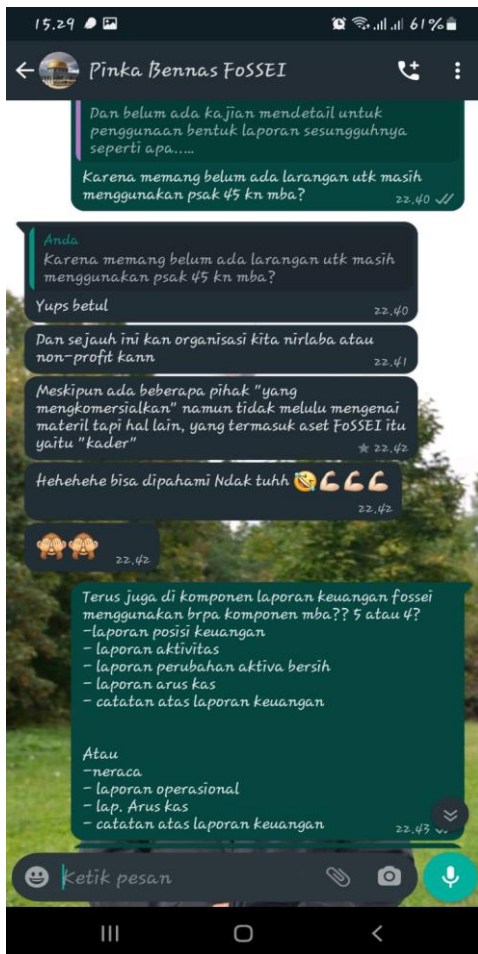 15.29
61%
Pinka Bennas FoSSEI
Dan belum ada kajian mendetail untuk
penggunaan bentuk laporan sesungguhnya
seperti apa.....
Karena memang belum ada larangan utk masih
menggunakan psak 45 kn mba?
22.40
Anda
Karena memang belum ada larangan utk masih
menggunakan psak 45 kn mba?
Yups betul
22.40
Dan sejauh ini kan organisasi kita nirlaba atau
non-profit kann
22.41
Meskipun ada beberapa pihak "yang
mengkomersialkan" namun tidak melulu mengenai
materil tapi hal lain, yang termasuk aset FoSSEI itu
yaitu "kader"
22.42
Hehehehe bisa dipahami Ndak tuhh 🤣💪💪💪
22.42
🙈🙈
22.42
Terus juga di komponen laporan keuangan fossei
menggunakan brpa komponen mba?? 5 atau 4?
-laporan posisi keuangan
- laporan aktivitas
- laporan perubahan aktiva bersih
- laporan arus kas
- catatan atas laporan keuangan
Atau
-neraca
- laporan operasional
- lap. Arus kas
- catatan atas laporan keuangan
22.43
Ketik pesan